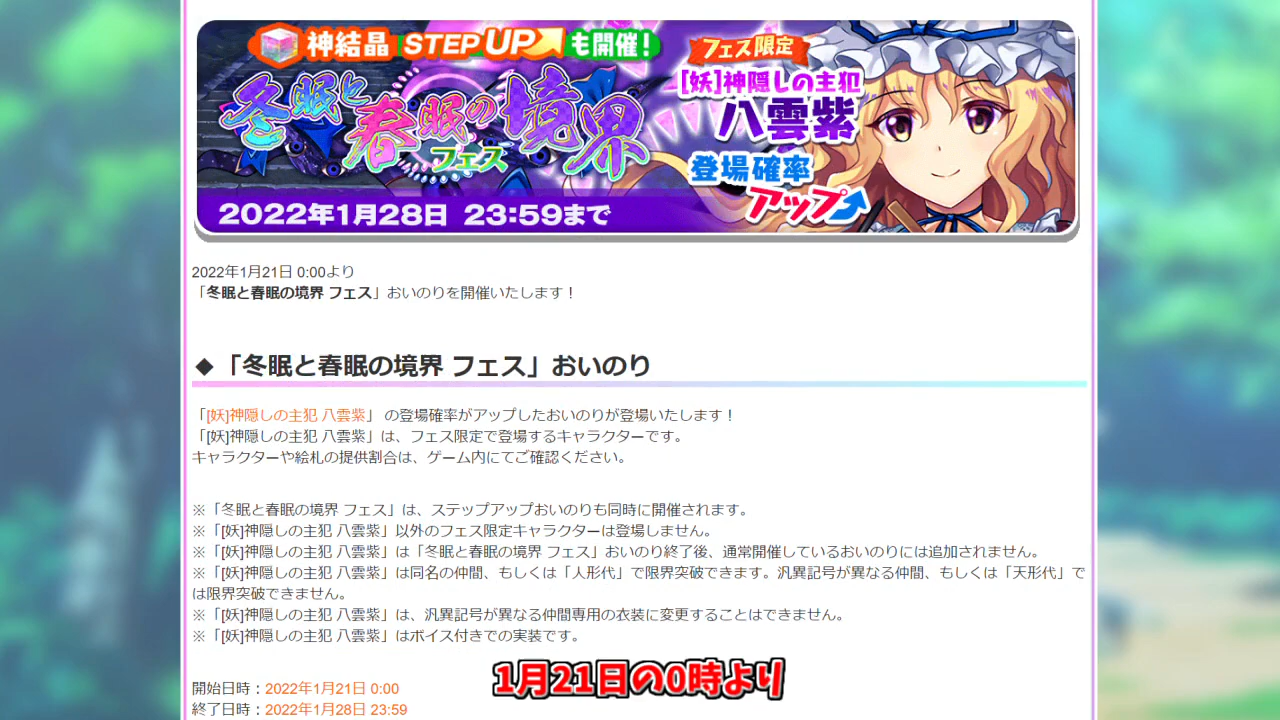 神結晶 STEP UP も開催!
冬眠と春眠の境界
フェス
2022年1月28日 23:59まで
フェス限定
[妖]神隠しの主犯
八雲紫
登場確率
アップ
2022年1月21日 0:00より
「冬眠と春眠の境界 フェス」おいのりを開催いたします！
◆「冬眠と春眠の境界 フェス」おいのり
「[妖]神隠しの主犯 八雲紫」 の登場確率がアップしたおいのりが登場いたします！
「[妖]神隠しの主犯 八雲紫」は、フェス限定で登場するキャラクターです。
キャラクターや絵札の提供割合は、ゲーム内にてご確認ください。
※「冬眠と春眠の境界 フェス」は、ステップアップおいのりも同時に開催されます。
※「[妖]神隠しの主犯 八雲紫」以外のフェス限定キャラクターは登場しません。
※「[妖]神隠しの主犯 八雲紫」は「冬眠と春眠の境界 フェス」おいのり終了後、通常開催しているおいのりには追加されません。
※「[妖]神隠しの主犯 八雲紫」は同名の仲間、もしくは「人形代」で限界突破できます。汎異記号が異なる仲間、もしくは「天形代」で
は限界突破できません。
※「[妖]神隠しの主犯 八雲紫」は、汎異記号が異なる仲間専用の衣装に変更することはできません。
※「[妖]神隠しの主犯 八雲紫」はボイス付きでの実装です。
開始日時：2022年1月21日 0:00
終了日時：2022年1月28日 23:59
1月21日の0時より